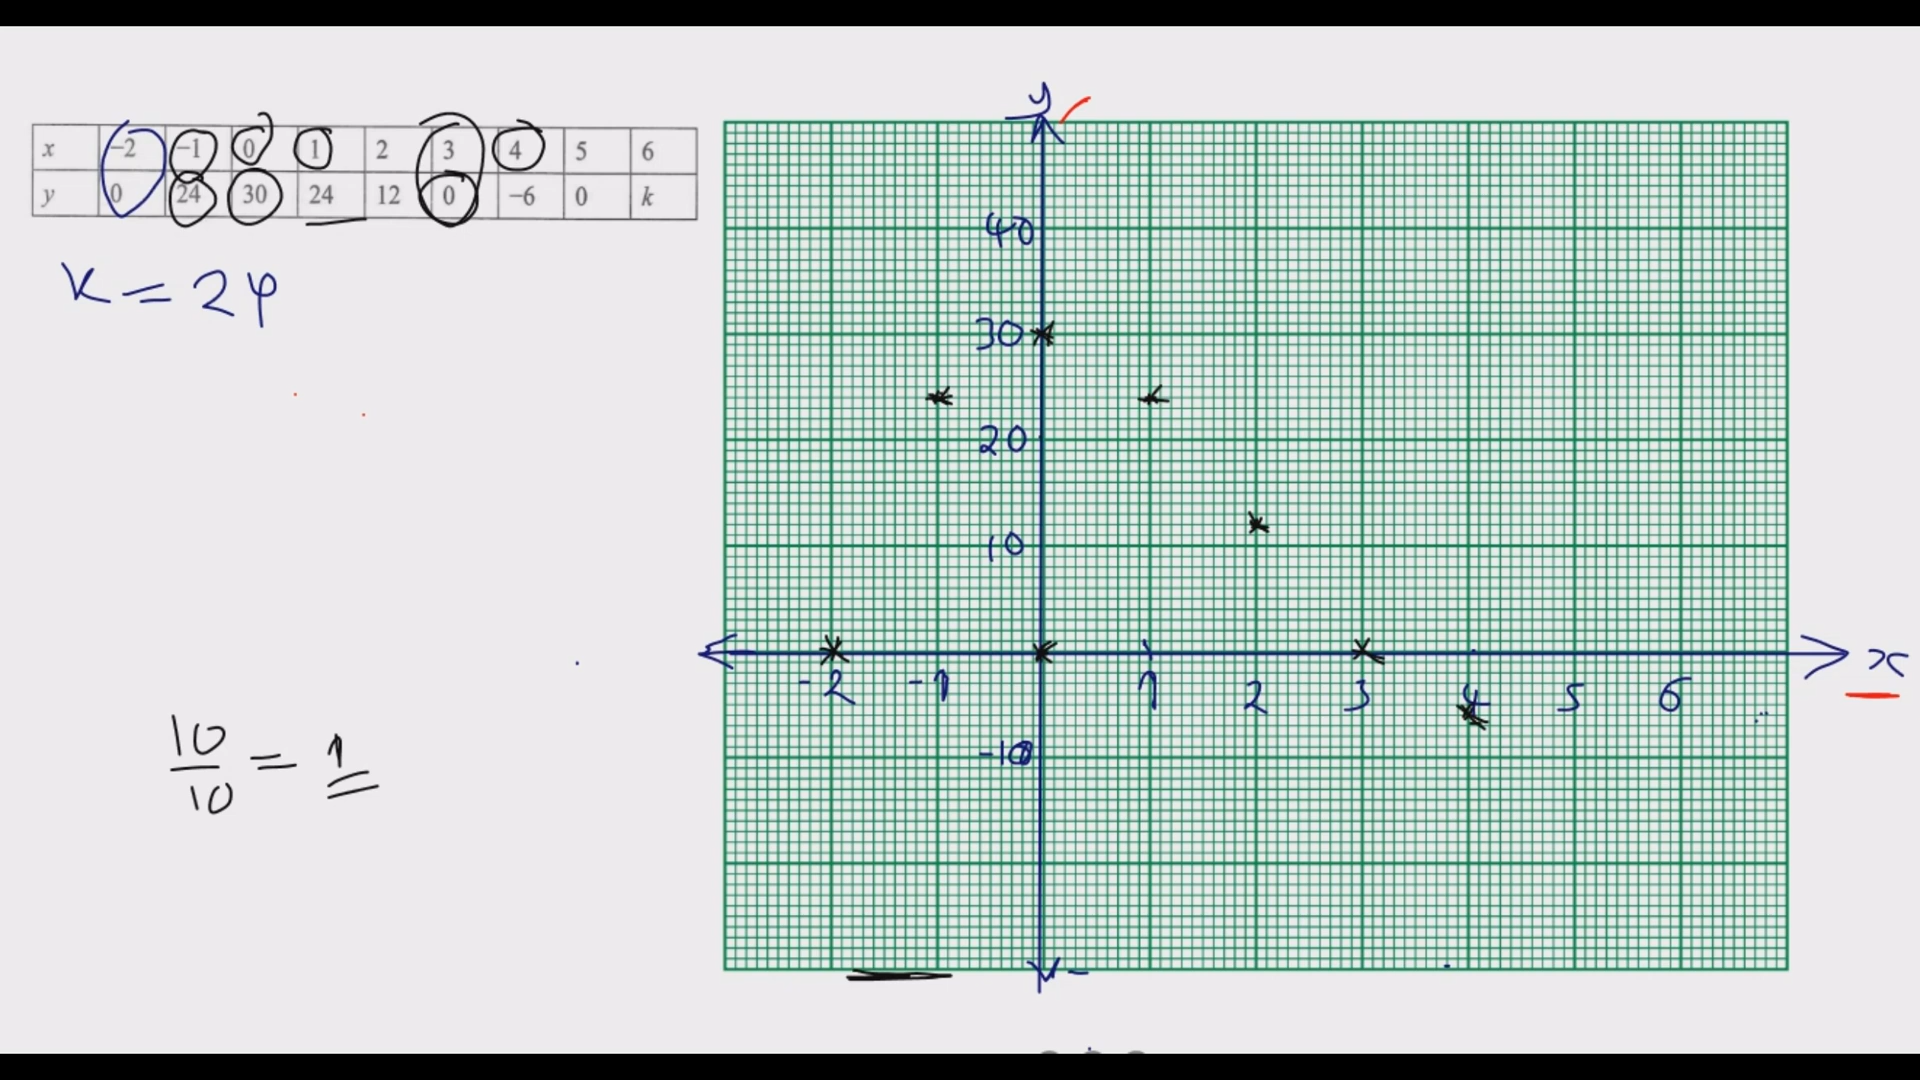 x −2 −1 0 1 2 3 4 5 6
y 0 24 30 24 12 0 −6 0 k
k = 24
10
10
= 1
y
40
30
20
10
-2 -1 1 2 3 4 5 6
x
-10